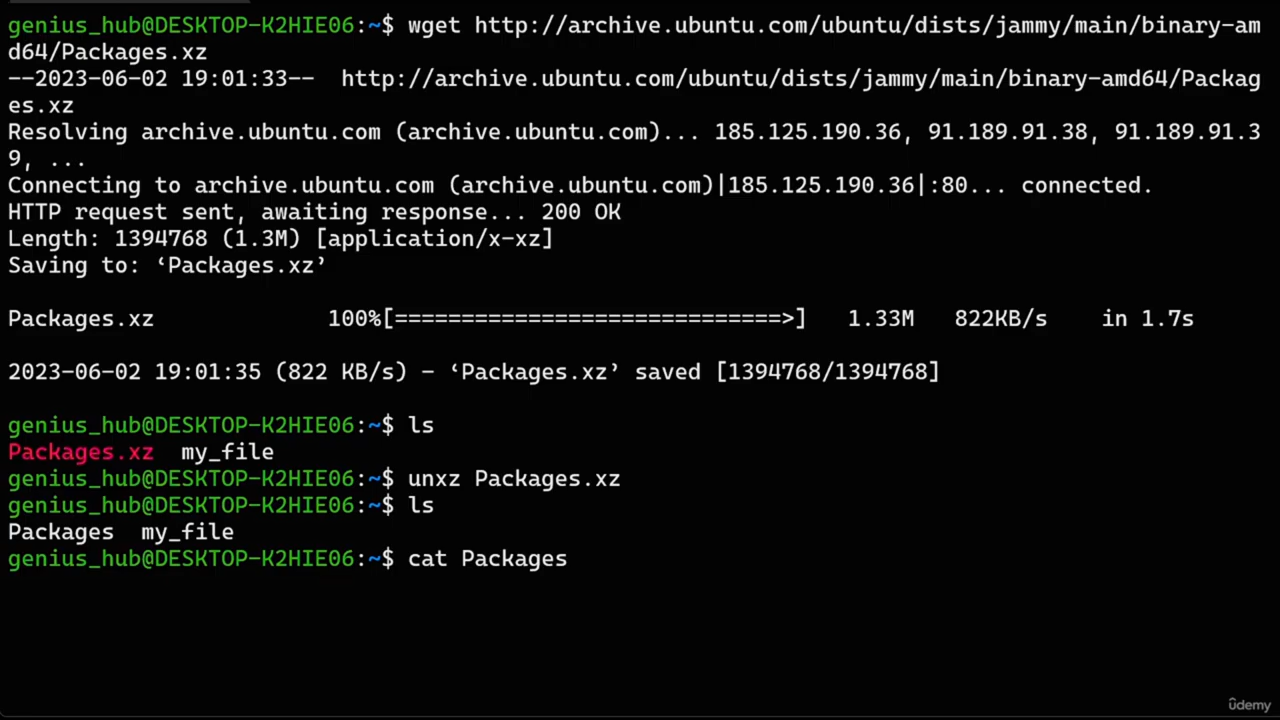 genius_hub@DESKTOP-K2HIE06:~$ wget http://archive.ubuntu.com/ubuntu/dists/jammy/main/binary-am
d64/Packages.xz
--2023-06-02 19:01:33--  http://archive.ubuntu.com/ubuntu/dists/jammy/main/binary-amd64/Packag
es.xz
Resolving archive.ubuntu.com (archive.ubuntu.com)... 185.125.190.36, 91.189.91.38, 91.189.91.3
9, ...
Connecting to archive.ubuntu.com (archive.ubuntu.com)|185.125.190.36|:80... connected.
HTTP request sent, awaiting response... 200 OK
Length: 1394768 (1.3M) [application/x-xz]
Saving to: ‘Packages.xz’
Packages.xz             100%[=============================>]   1.33M   822KB/s    in 1.7s
2023-06-02 19:01:35 (822 KB/s) - ‘Packages.xz’ saved [1394768/1394768]
genius_hub@DESKTOP-K2HIE06:~$ ls
Packages.xz  my_file
genius_hub@DESKTOP-K2HIE06:~$ unxz Packages.xz
genius_hub@DESKTOP-K2HIE06:~$ ls
Packages  my_file
genius_hub@DESKTOP-K2HIE06:~$ cat Packages
ûdemy